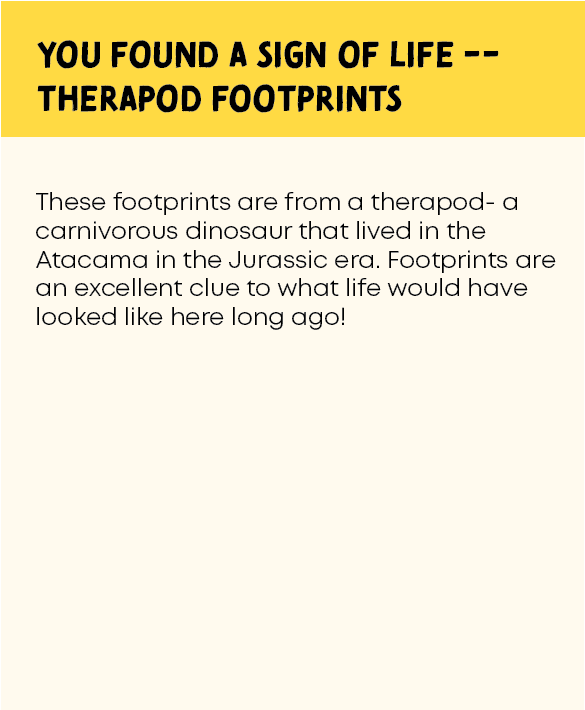 YOU FOUND A SIGN OF LIFE --
THERAPOD FOOTPRINTS
These footprints are from a therapod- a
carnivorous dinosaur that lived in the
Atacama in the Jurassic era. Footprints are
an excellent clue to what life would have
looked like here long ago!